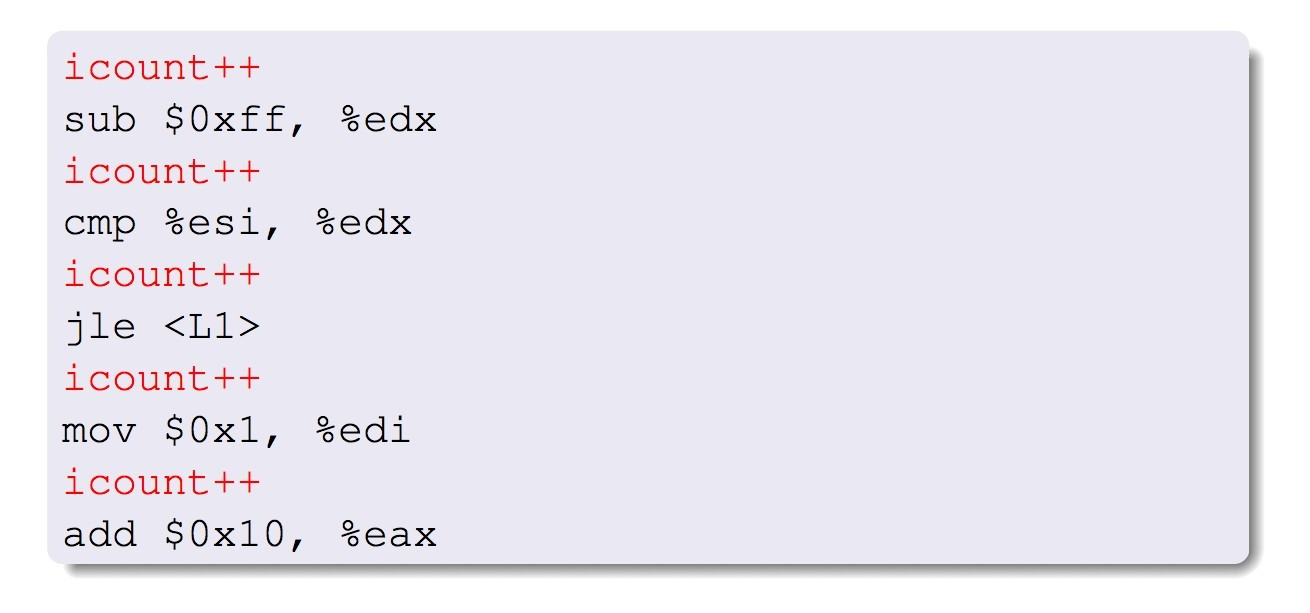 icount++
sub $0xff, %edx
icount++
cmp %esi, %edx
icount++
jle <L1>
icount++
mov $0x1, %edi
icount++
add $0x10, %eax